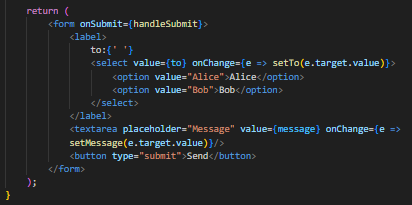 return (
<form onSubmit={handleSubmit}>
<label>
to:{' '}
<select value={to} onChange={e => setTo(e.target.value)}>
<option value="Alice">Alice</option>
<option value="Bob">Bob</option>
</select>
</label>
<textarea placeholder="Message" value={message} onChange={e =>
setMessage(e.target.value)}/>
<button type="submit">Send</button>
</form>
);
}